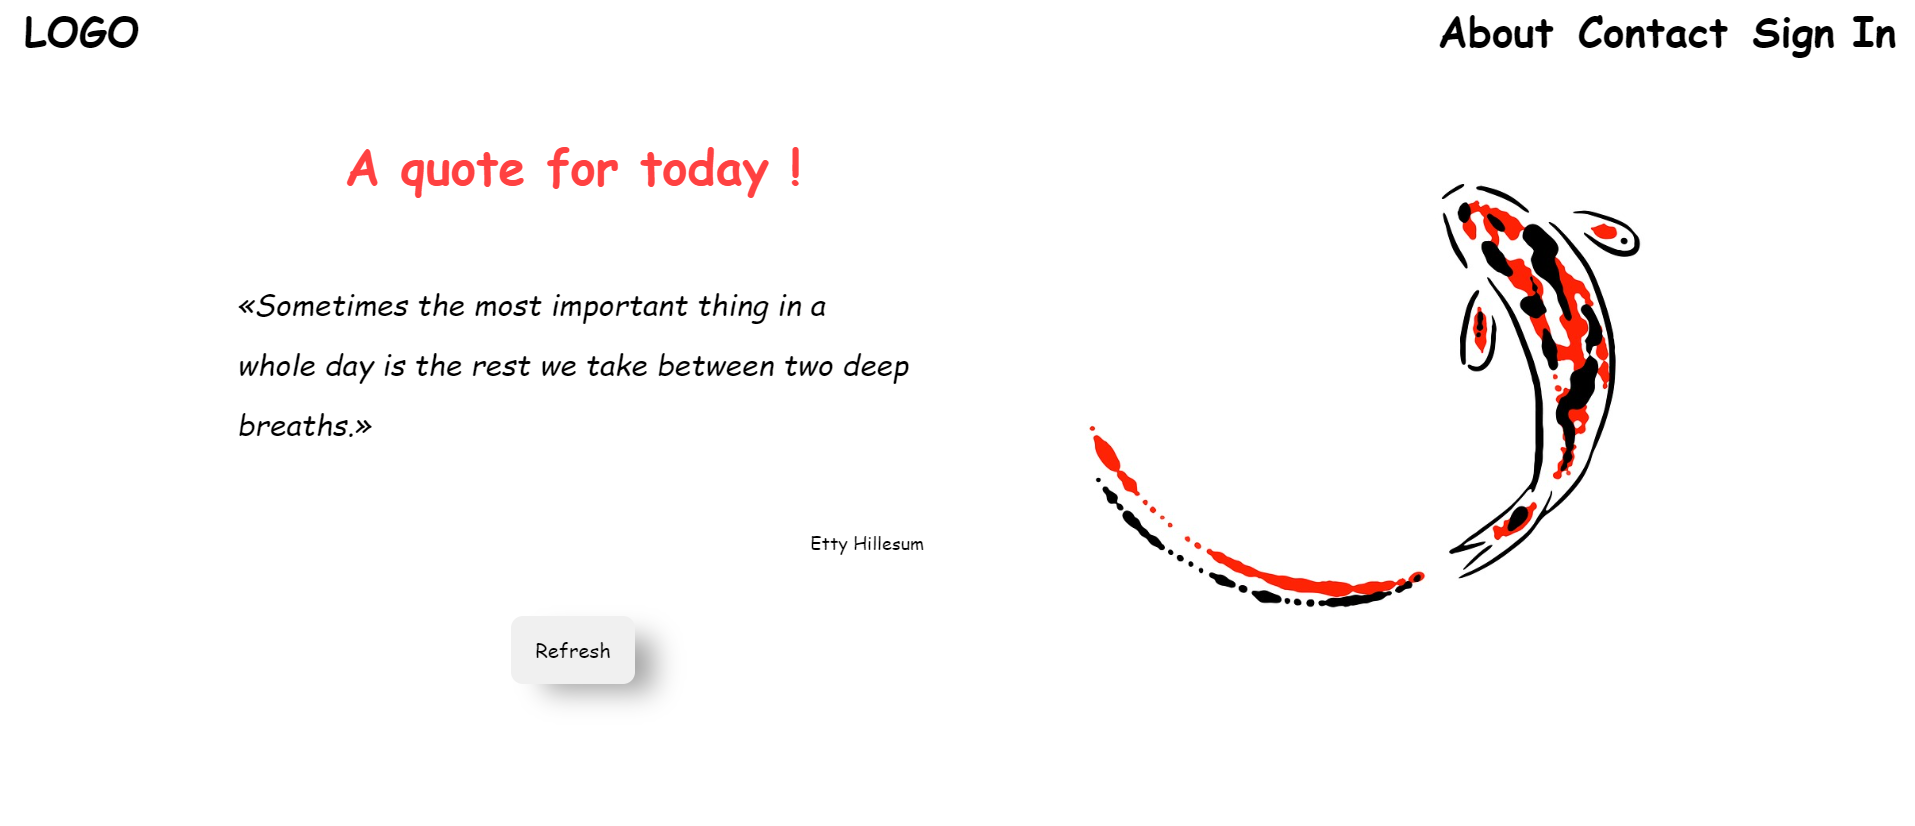 LOGO
About Contact Sign In
A quote for today !
«Sometimes the most important thing in a
whole day is the rest we take between two deep
breaths.»
Etty Hillesum
Refresh